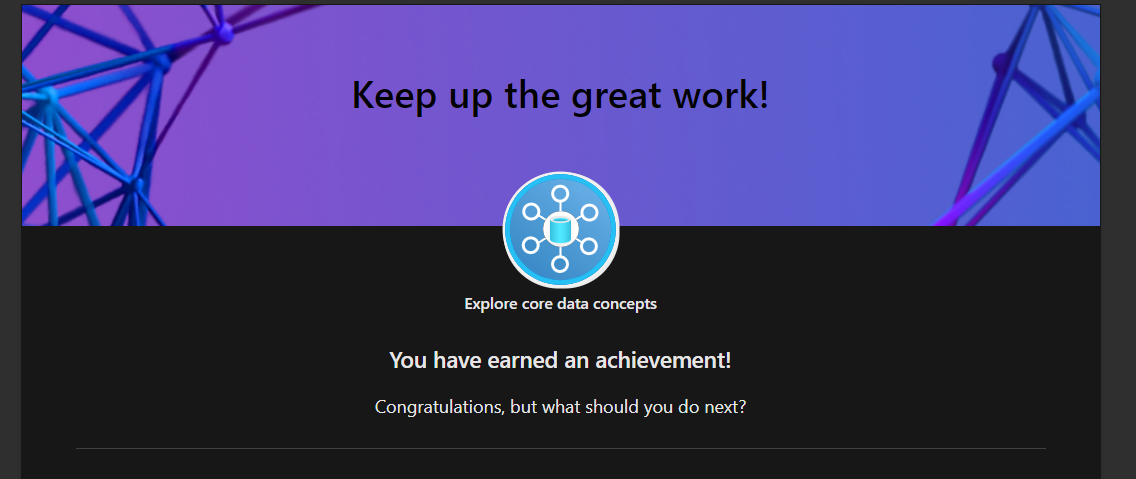 Keep up the great work!
Explore core data concepts
You have earned an achievement!
Congratulations, but what should you do next?